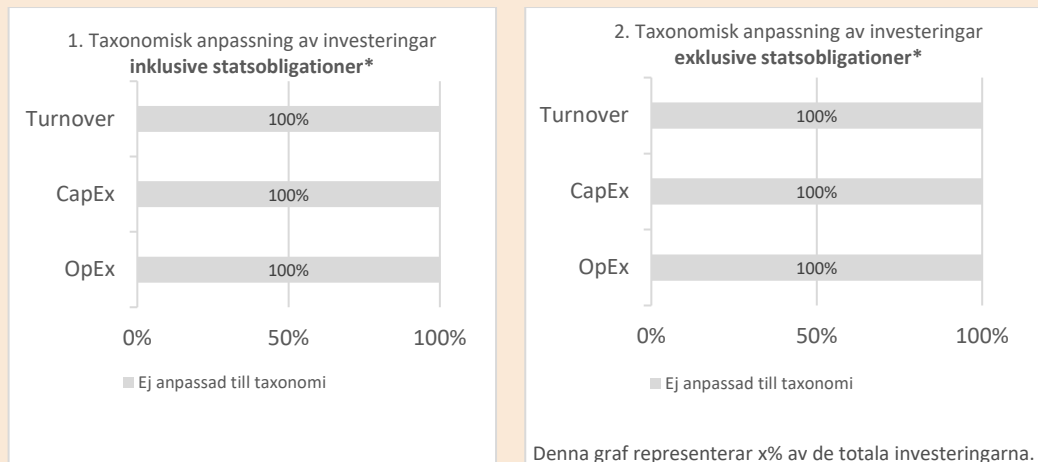 1. Taxonomisk anpassning av investeringar
inklusive statsobligationer*
Turnover
100%
CapEx
100%
OpEx
100%
0%
50%
100%
Ej anpassad till taxonomi
2. Taxonomisk anpassning av investeringar
exklusive statsobligationer*
Turnover
100%
CapEx
100%
OpEx
100%
0%
50%
100%
Ej anpassad till taxonomi
Denna graf representerar x% av de totala investeringarna.